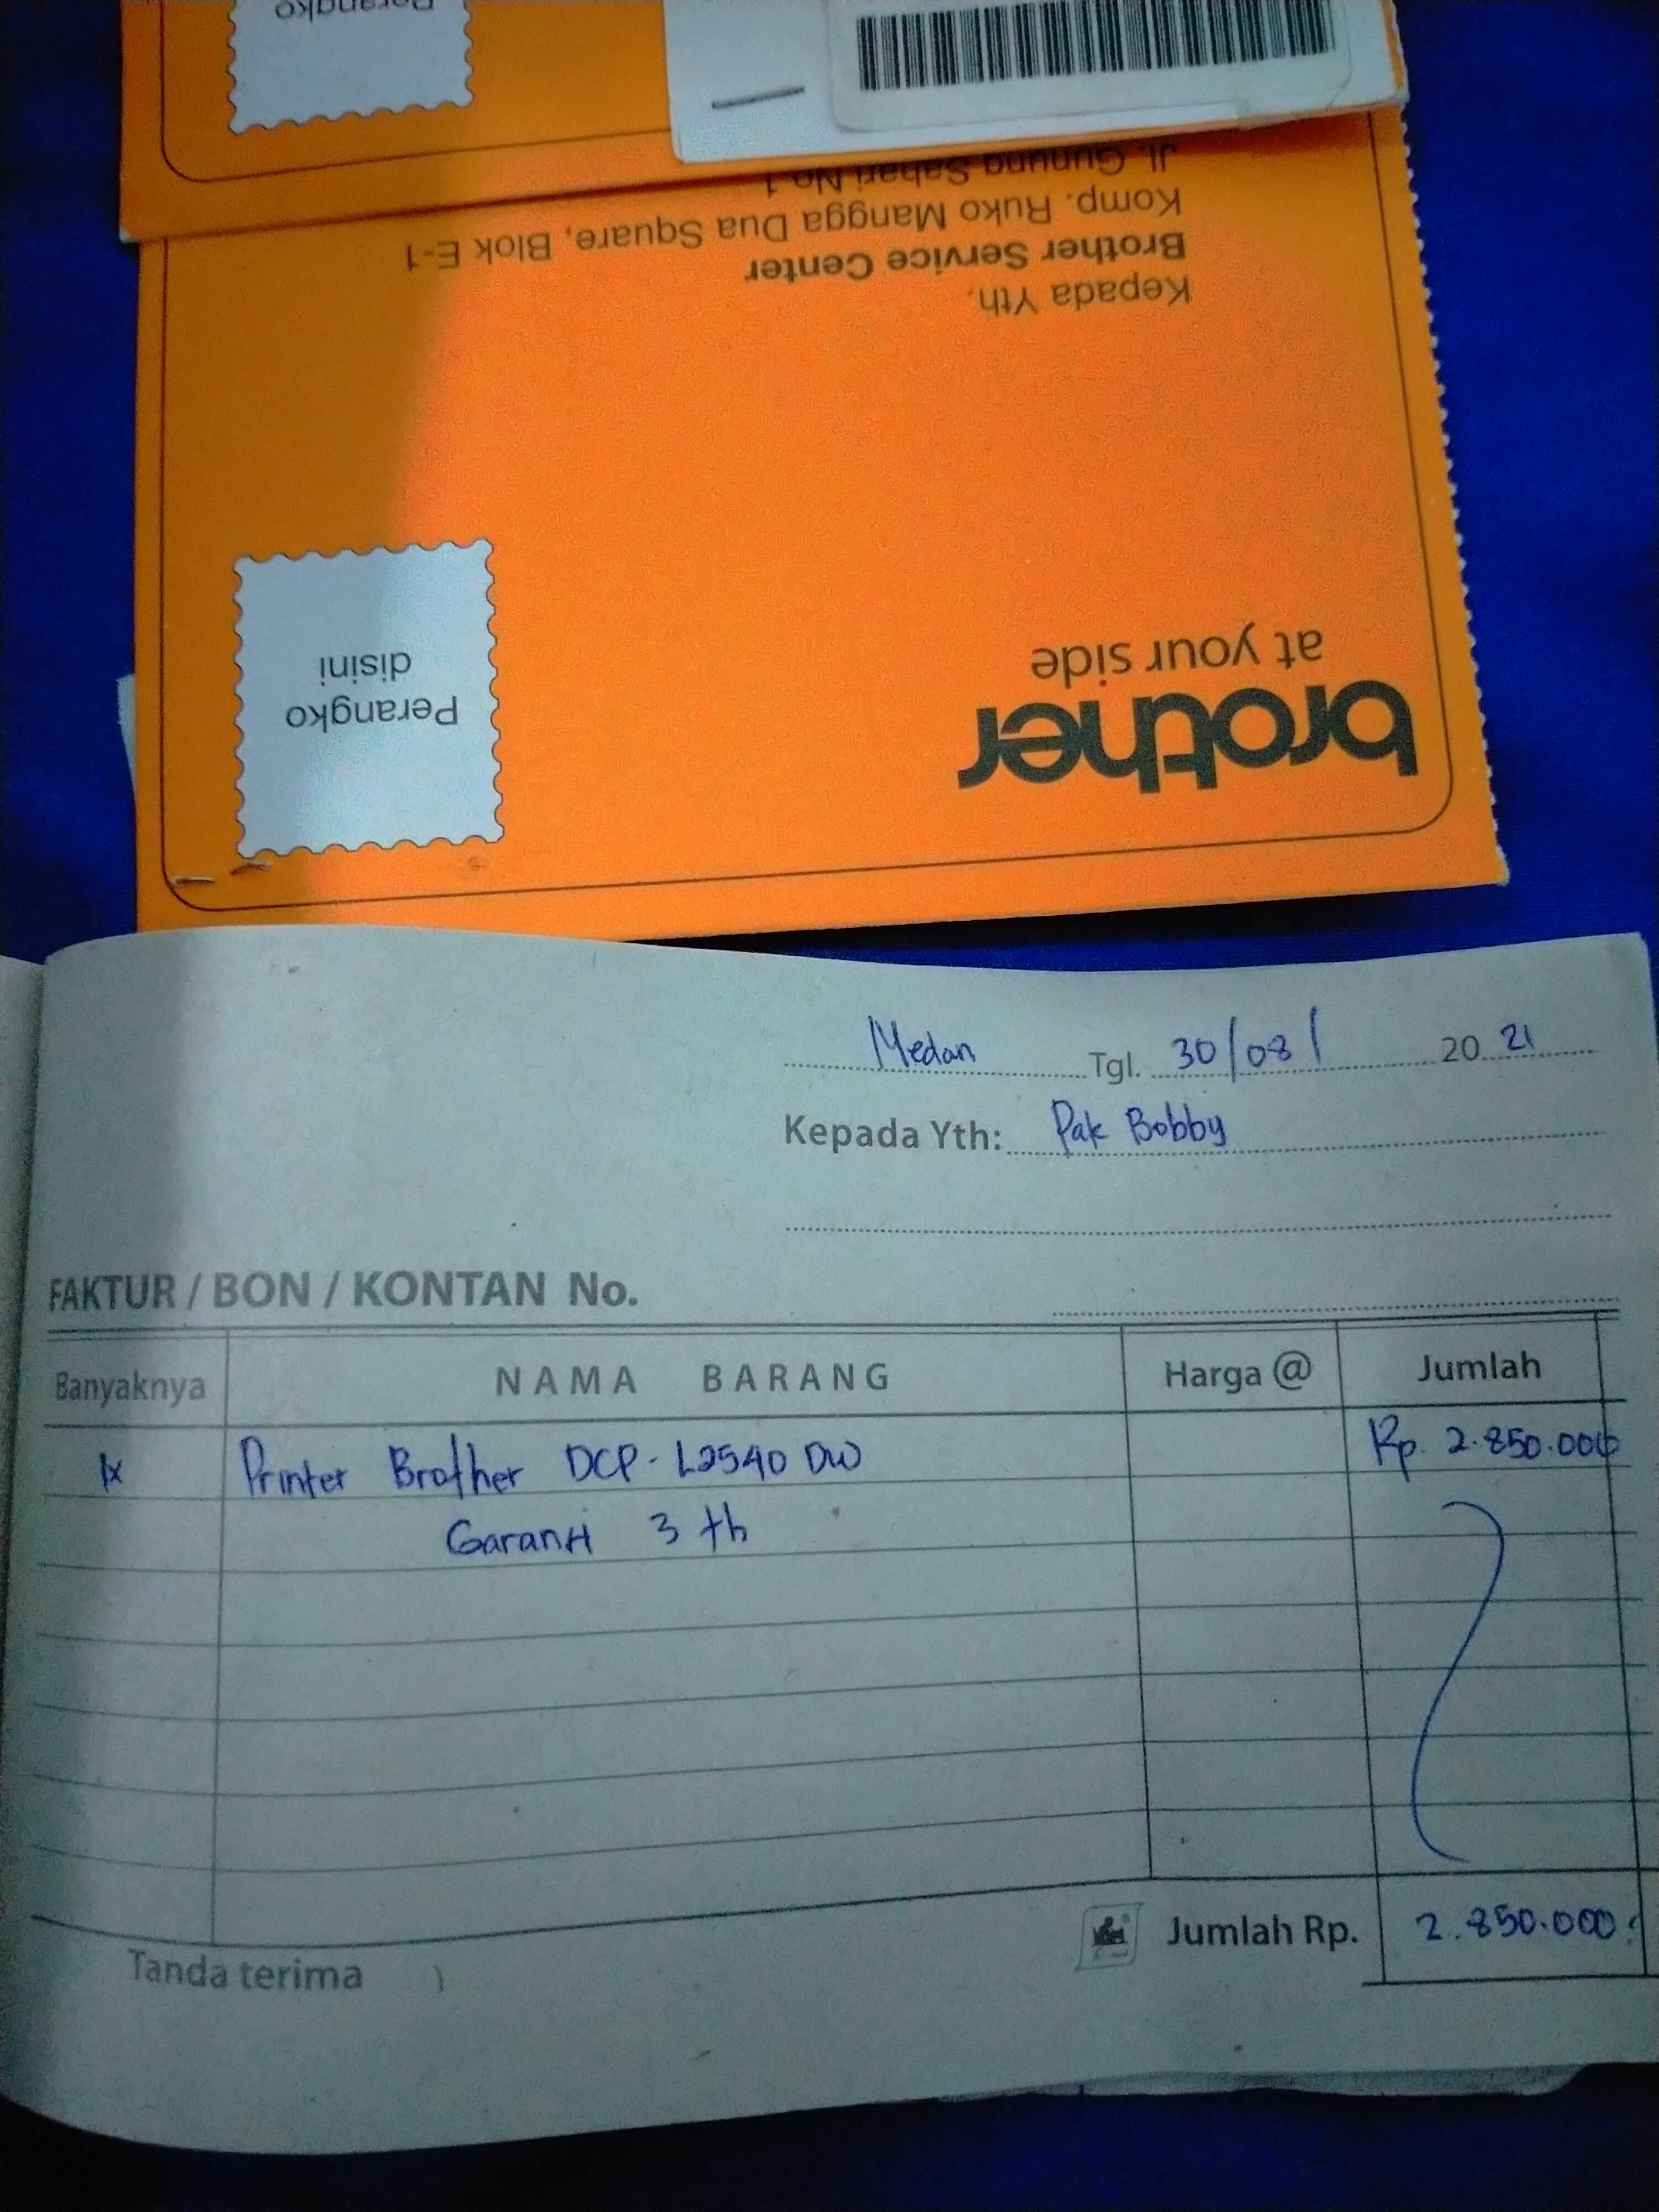 Perangko
Jl. Gunung Sahari No.1
Komp. Ruko Mangga Dua Square, Blok E-1
Brother Service Center
Kepada Yth.
Perangko
disini
at your side
brother
Medan Tgl. 30/08/ 20 21
Kepada Yth: Pak Bobby
FAKTUR / BON / KONTAN No.
Banyaknya NAMA BARANG Harga @ Jumlah
1x Printer Brother DCP-L2540 DW Rp. 2.850.000
Garansi 3 th
Jumlah Rp. 2.850.000
Tanda terima